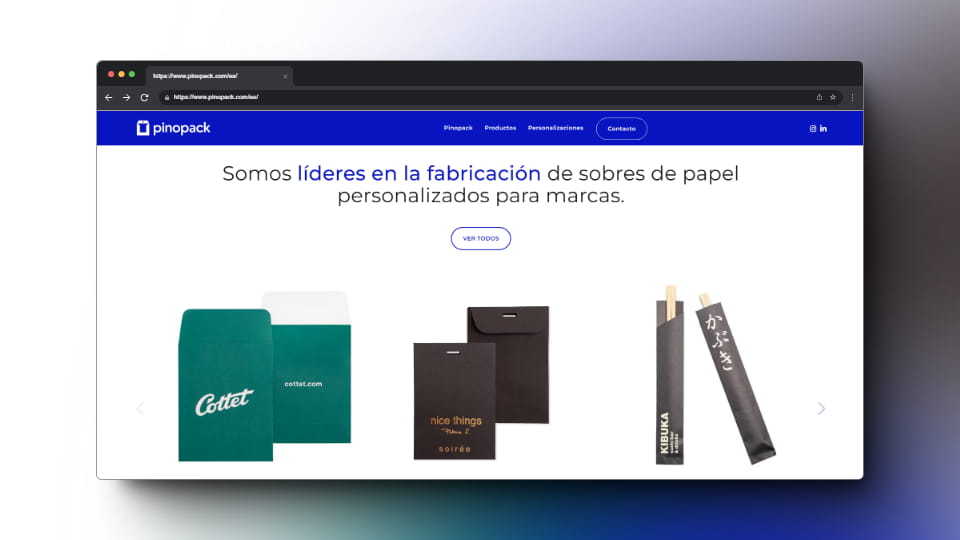 https://www.pinopack.com/es/
https://www.pinopack.com/es/
pinopack
Pinopack
Productos
Personalizaciones
Contacto
Somos líderes en la fabricación de sobres de papel
personalizados para marcas.
VER TODOS
Cottet
cottet.com
nice things
soirée
KIBUKA
かぶき